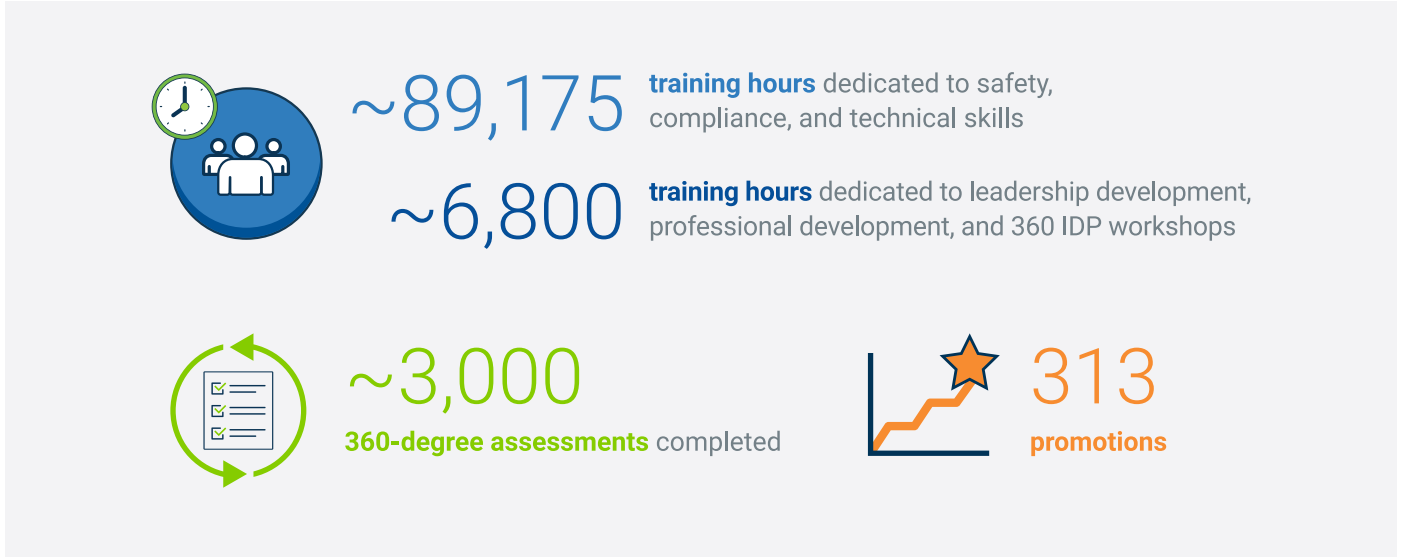 ~89,175
training hours dedicated to safety,
compliance, and technical skills
~6,800
training hours dedicated to leadership development,
professional development, and 360 IDP workshops
~3,000
360-degree assessments completed
313
promotions